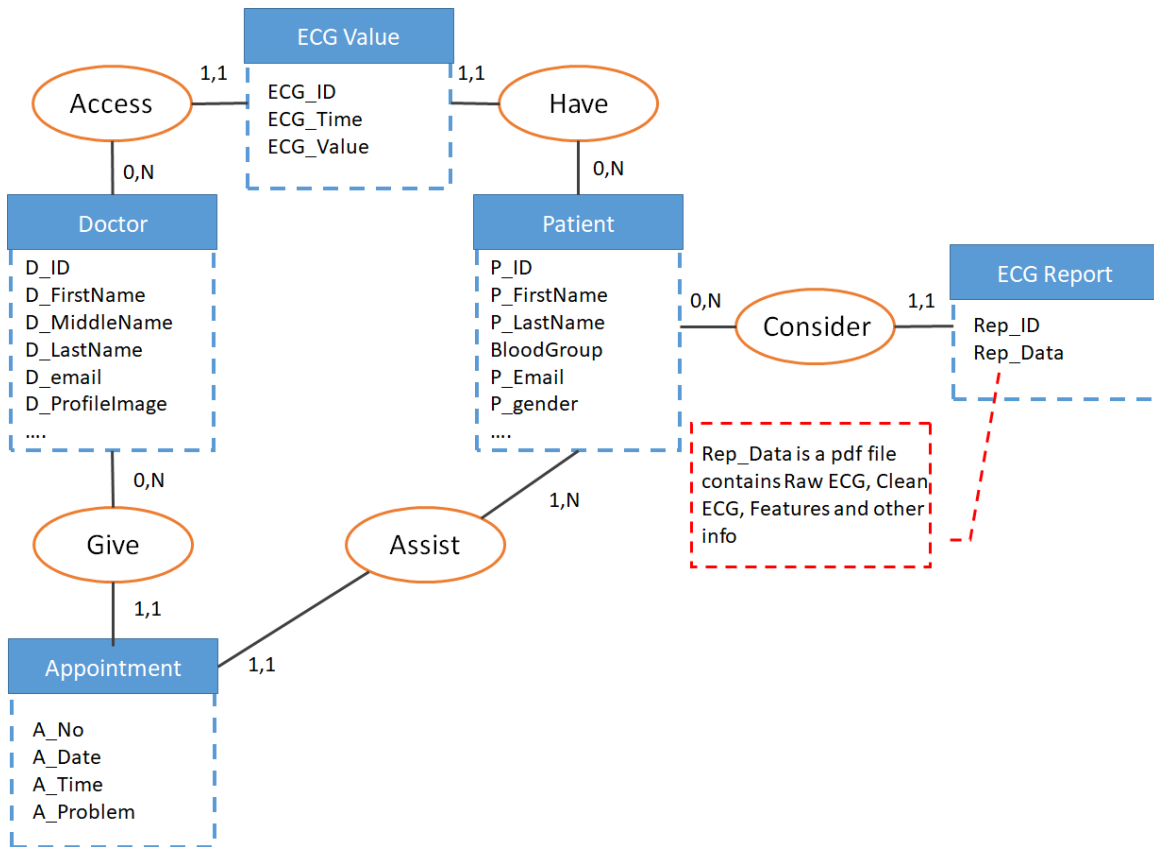 ECG Value
1,1
1,1
Access
ECG_ID
ECG_Time
ECG_Value
Have
0,N
0,N
Doctor
D_ID
D_FirstName
D_MiddleName
D_LastName
D_email
D_ProfileImage
....
Patient
P_ID
P_FirstName
P_LastName
BloodGroup
P_Email
P_gender
....
0,N
Consider
1,1
ECG Report
Rep_ID
Rep_Data
Rep_Data is a pdf file
contains Raw ECG, Clean
ECG, Features and other
info
0,N
Give
1,1
1,N
Assist
1,1
Appointment
A_No
A_Date
A_Time
A_Problem